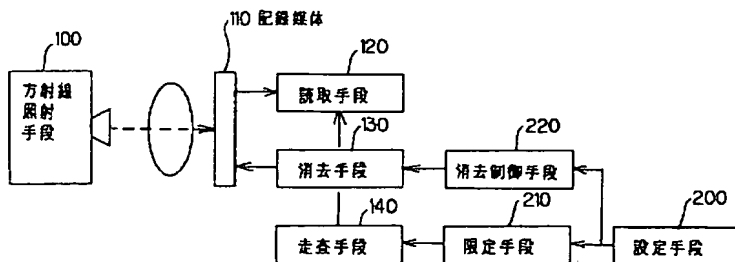 100
方射線
照射
手段
110 記録媒体
120
読取手段
130
消去手段
220
消去制御手段
140
走査手段
210
限定手段
200
設定手段